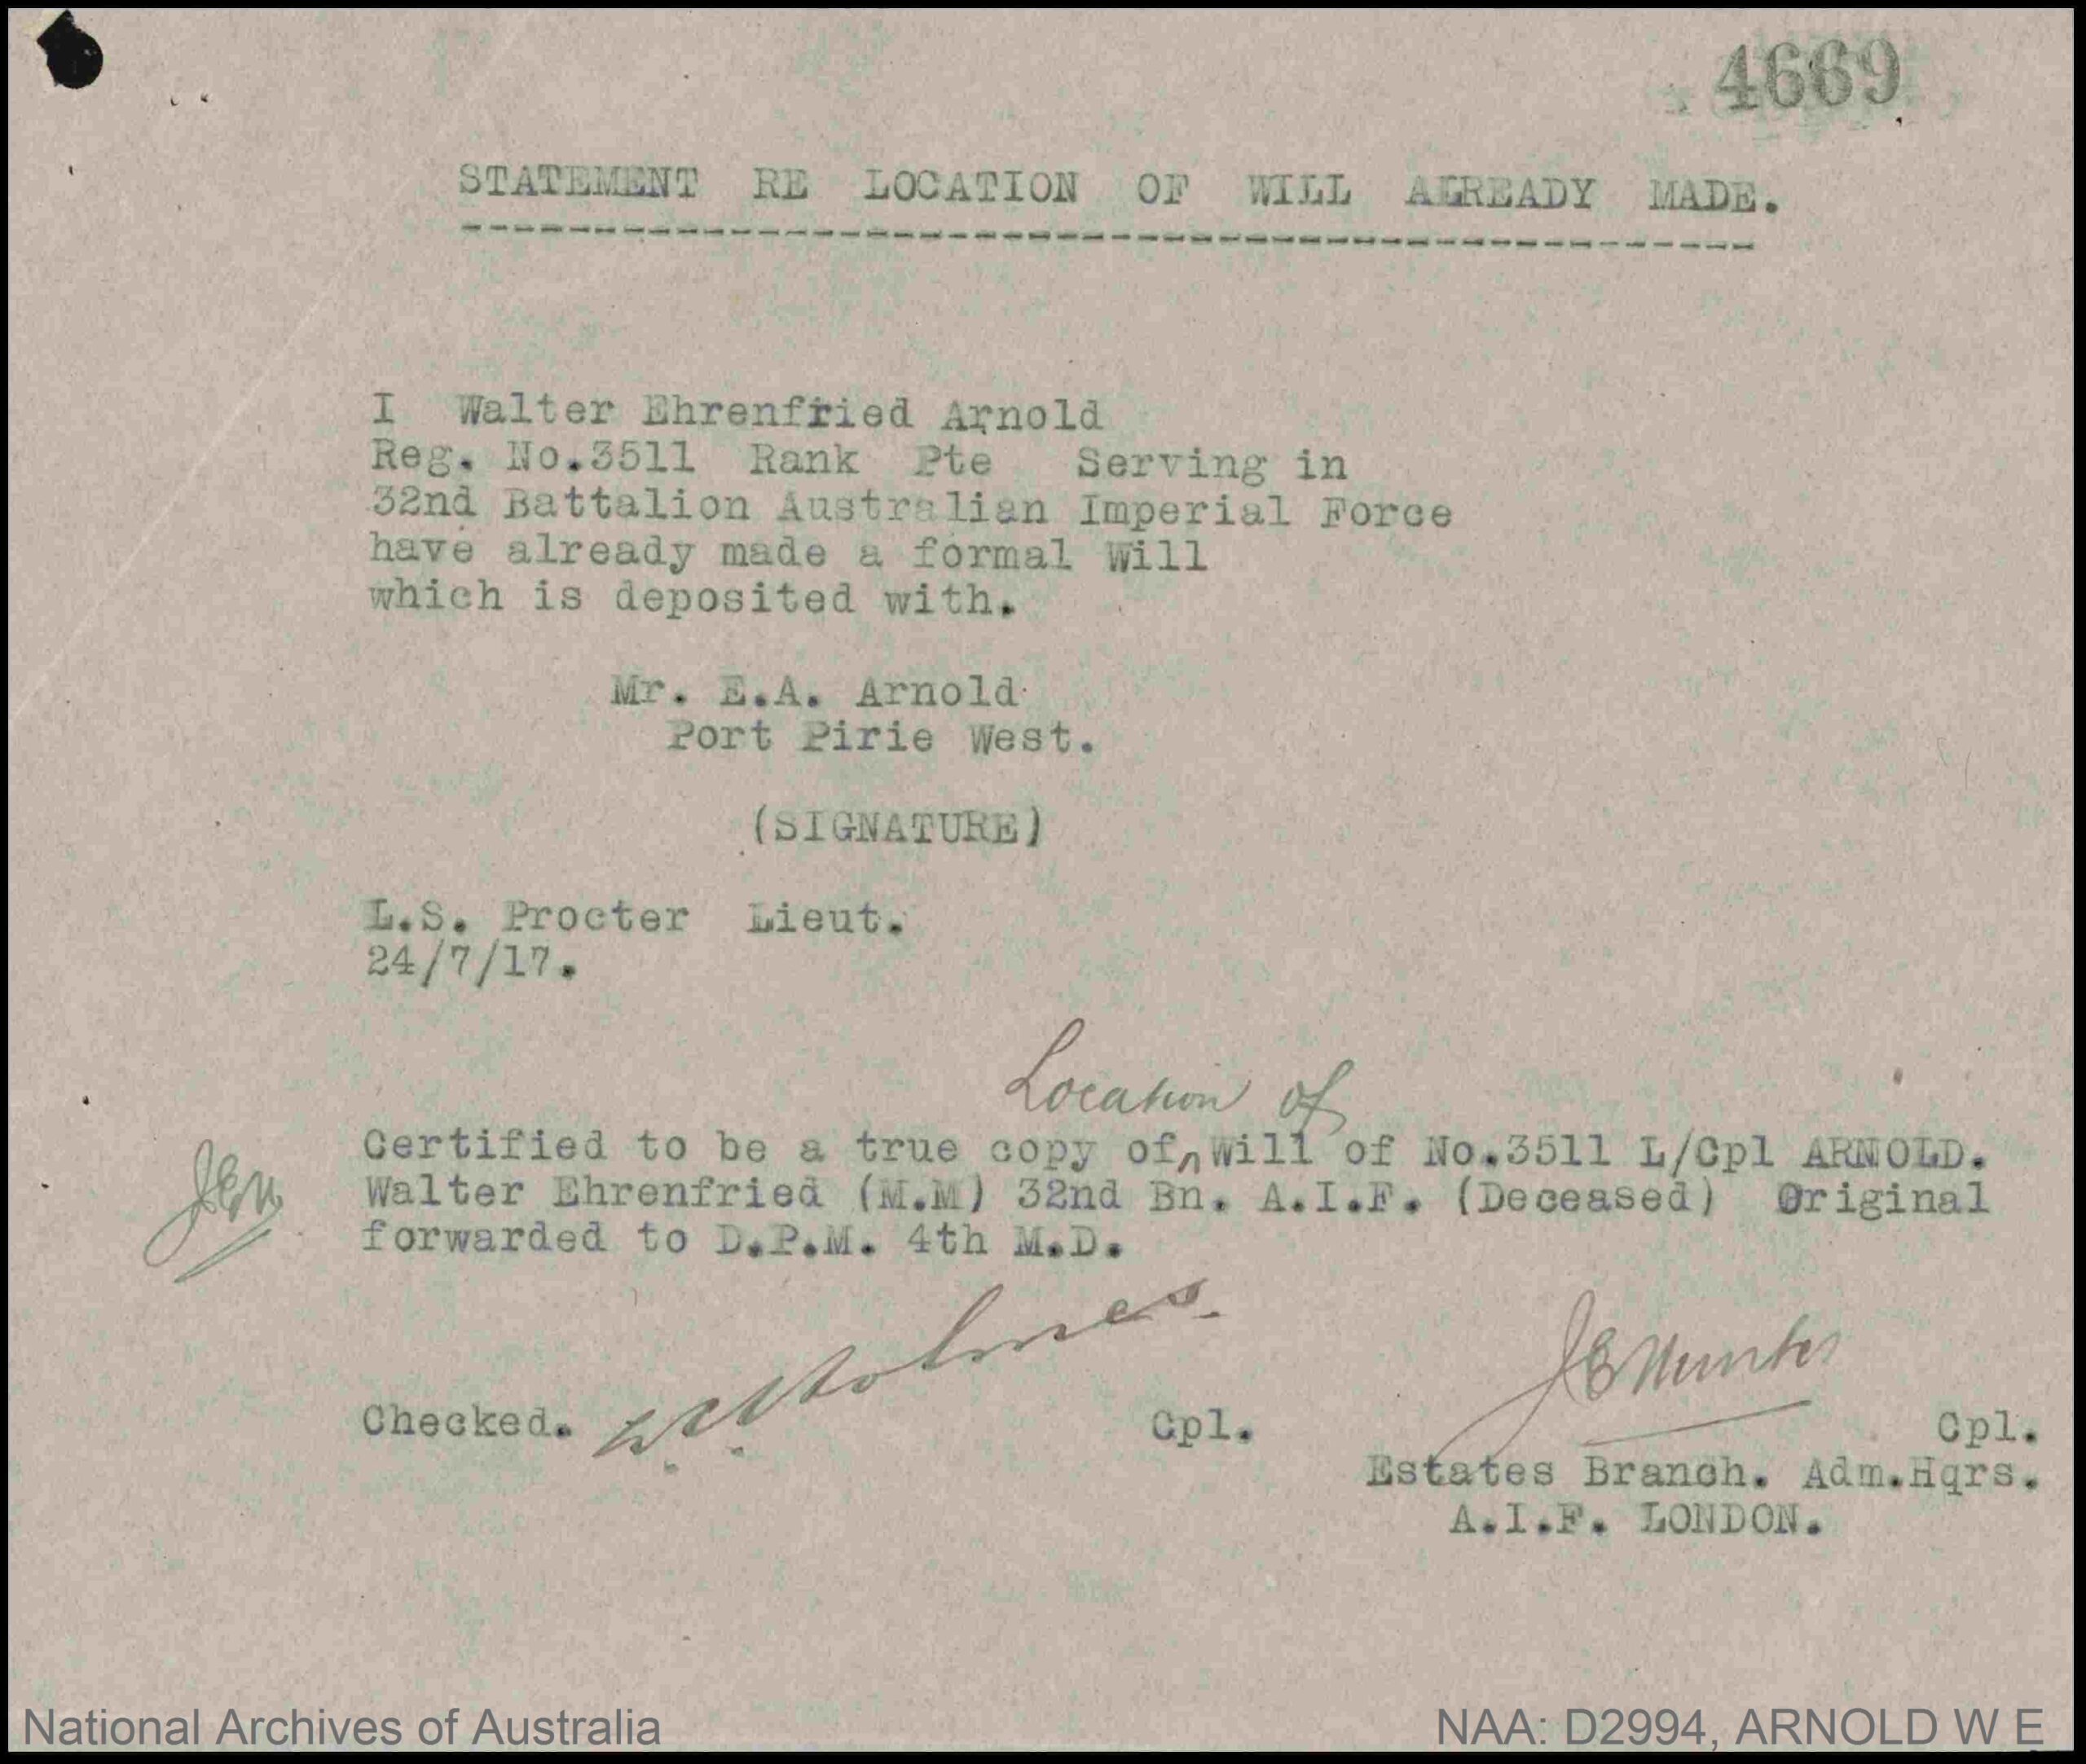 4669
STATEMENT RE LOCATION OF WILL ALREADY MADE.
I Walter Ehrenfried Arnold
Reg. No.3511 Rank Pte Serving in
32nd Battalion Australian Imperial Force
have already made a formal Will
which is deposited with.
Mr. E.A. Arnold
Port Pirie West.
(SIGNATURE)
L.S. Procter Lieut.
24/7/17.
Location of
Certified to be a true copy of Will of No.3511 L/Cpl ARNOLD.
Walter Ehrenfried (M.M) 32nd Bn. A.I.F. (Deceased) Original
forwarded to D.P.M. 4th M.D.
Checked. Holmes. Cpl. Cpl.
Estates Branch. Adm.Hqrs.
A.I.F. LONDON.
National Archives of Australia NAA: D2994, ARNOLD W E